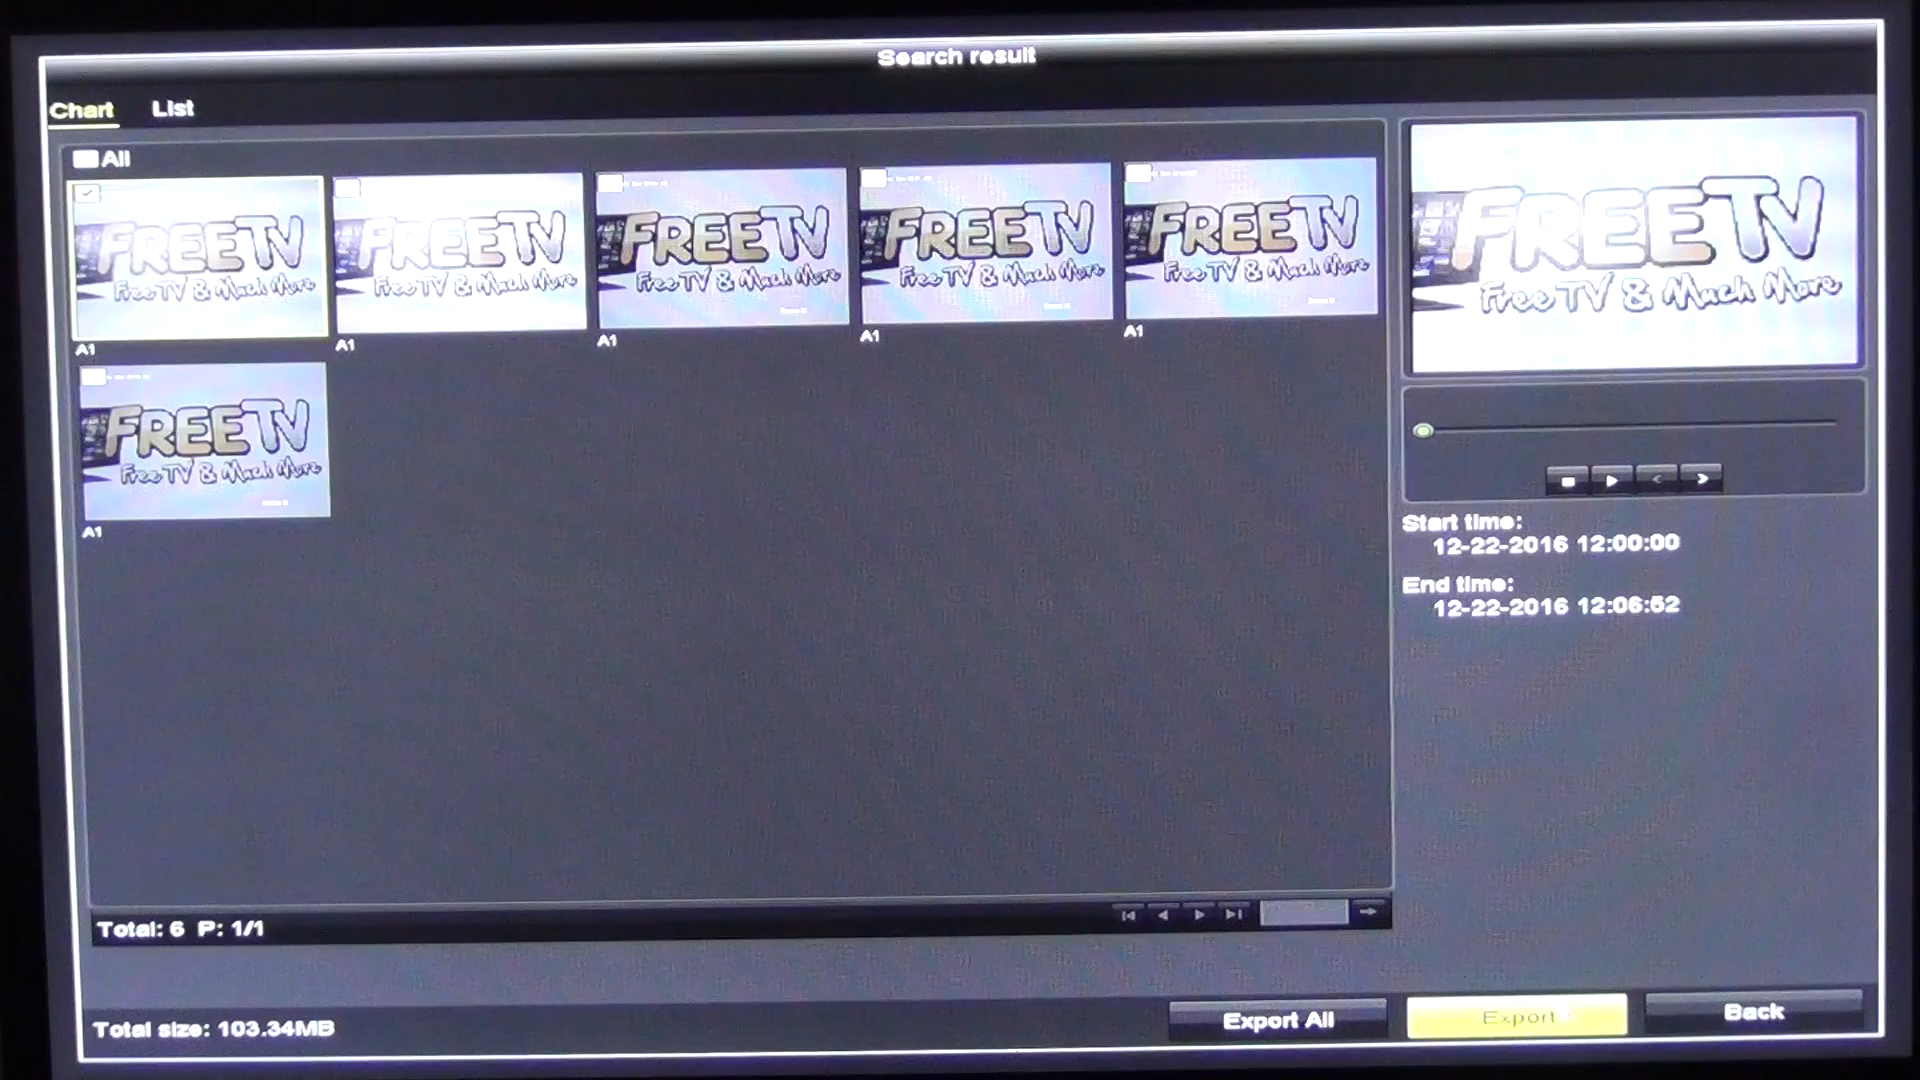 Search result
Chart List
All
FREETV FREETV FREETV FREETV FREETV
Free TV & Much More Free TV & Much More Free TV & Much More Free TV & Much More Free TV & Much More
A1 A1 A1 A1 A1
FREETV
Free TV & Much More
A1
FREETV
Free TV & Much More
Start time:
12-22-2016 12:00:00
End time:
12-22-2016 12:06:52
Total: 6 P: 1/1
Total size: 103.34MB
Export All Export Back